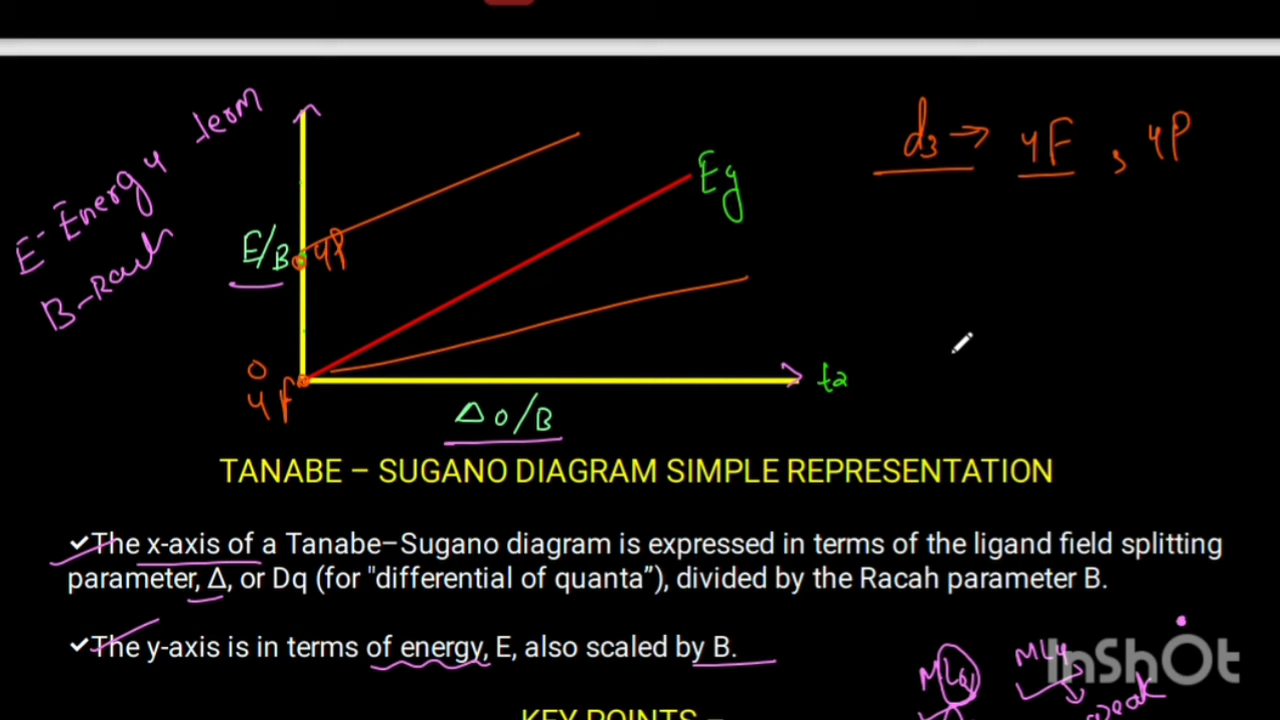 E-Energy term
B-Racah
d3 → 4F, 4P
Eg
E/B
4P
0
4F
t2
Δo/B
TANABE – SUGANO DIAGRAM SIMPLE REPRESENTATION
✔The x-axis of a Tanabe–Sugano diagram is expressed in terms of the ligand field splitting
parameter, Δ, or Dq (for "differential of quanta”), divided by the Racah parameter B.
✔The y-axis is in terms of energy, E, also scaled by B.
ML4
InShOt
weak
KEY POINTS –